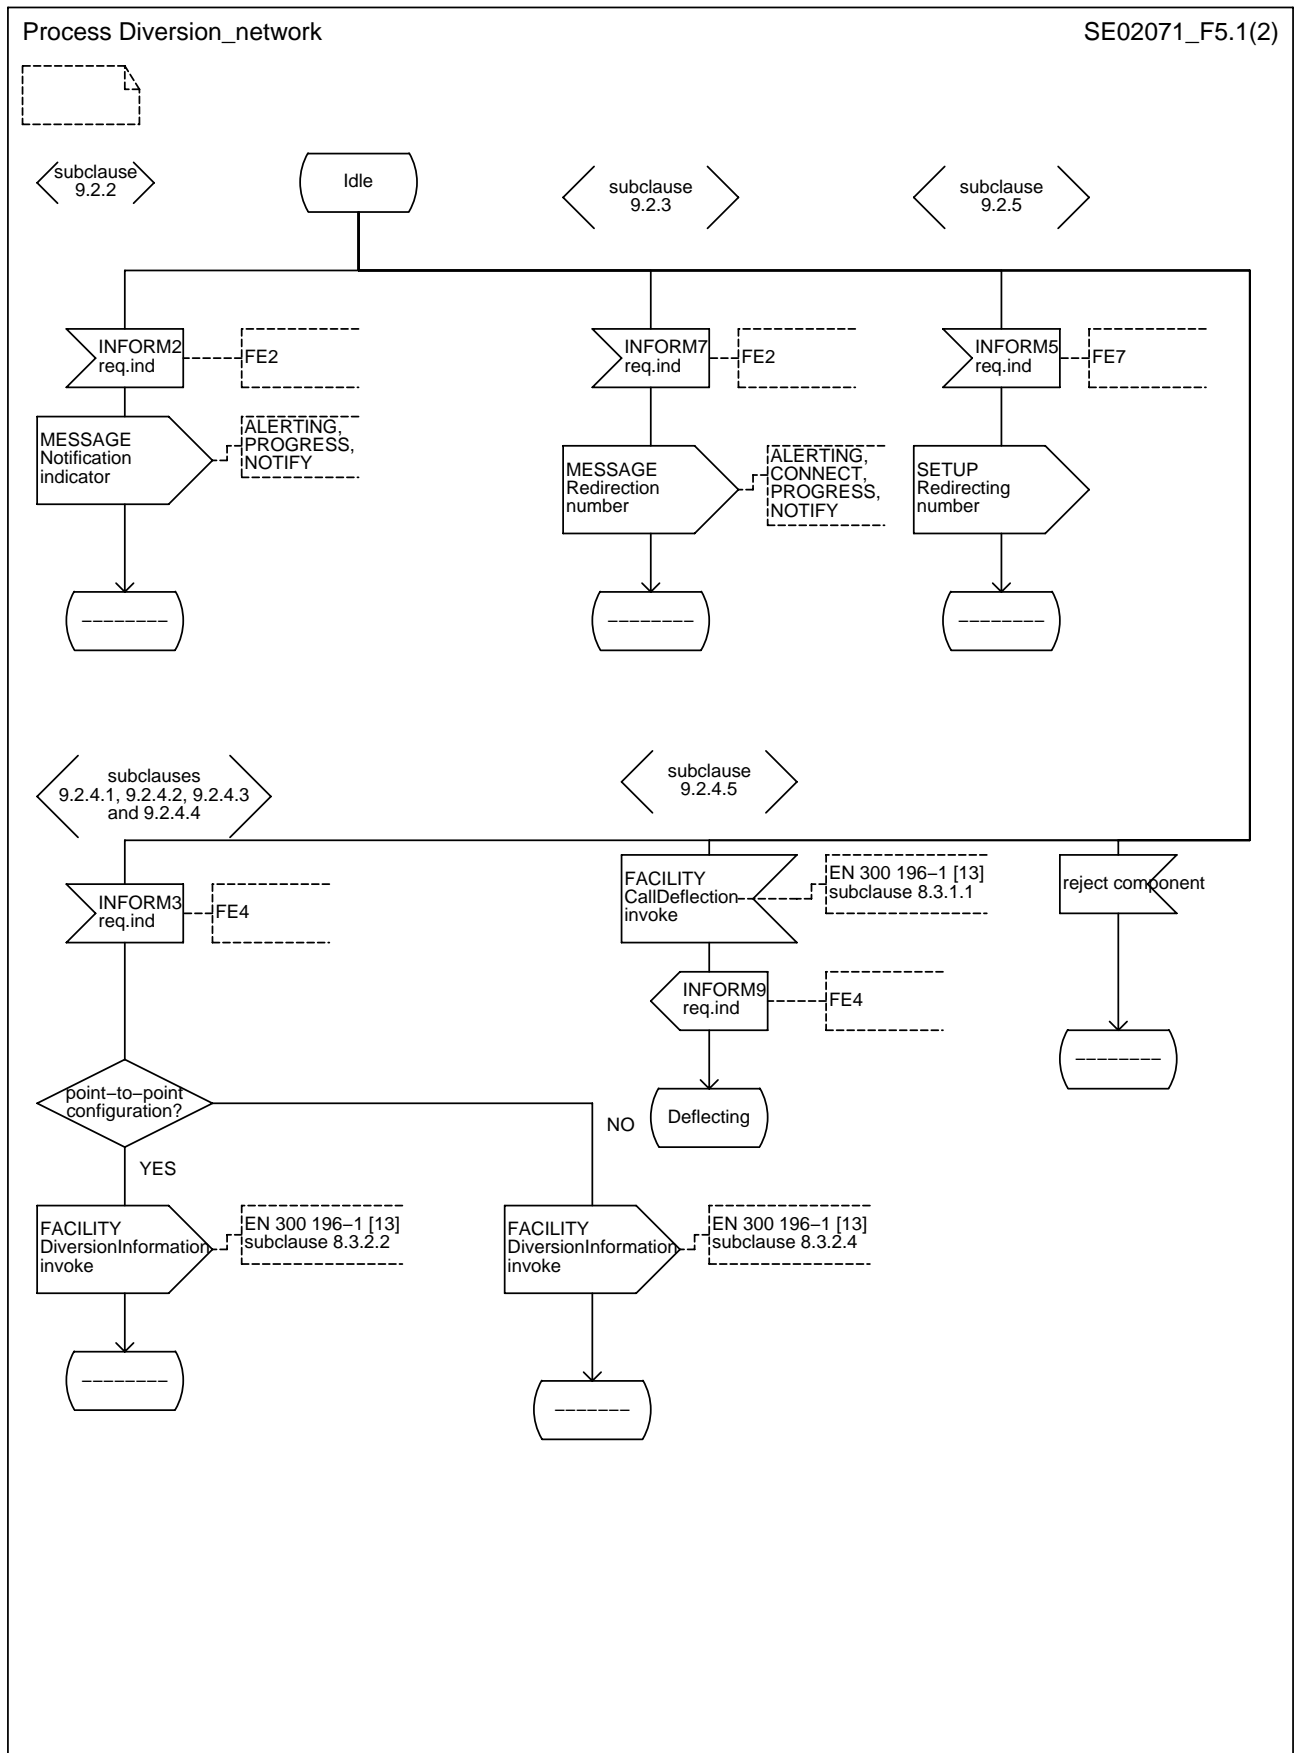 Process Diversion_network
SE02071_F5.1(2)
subclause
9.2.2
Idle
subclause
9.2.3
subclause
9.2.5
INFORM2
req.ind
FE2
INFORM7
req.ind
FE2
INFORM5
req.ind
FE7
MESSAGE
Notification
indicator
ALERTING,
PROGRESS,
NOTIFY
MESSAGE
Redirection
number
ALERTING,
CONNECT,
PROGRESS,
NOTIFY
SETUP
Redirecting
number
−−−−−−−−
−−−−−−−−
−−−−−−−−
subclauses
9.2.4.1, 9.2.4.2, 9.2.4.3
and 9.2.4.4
subclause
9.2.4.5
INFORM3
req.ind
FE4
FACILITY
CallDeflection
invoke
EN 300 196−1 [13]
subclause 8.3.1.1
reject component
INFORM9
req.ind
FE4
−−−−−−−−
point−to−point
configuration?
NO
Deflecting
YES
FACILITY
DiversionInformation
invoke
EN 300 196−1 [13]
subclause 8.3.2.2
FACILITY
DiversionInformation
invoke
EN 300 196−1 [13]
subclause 8.3.2.4
−−−−−−−−
−−−−−−−